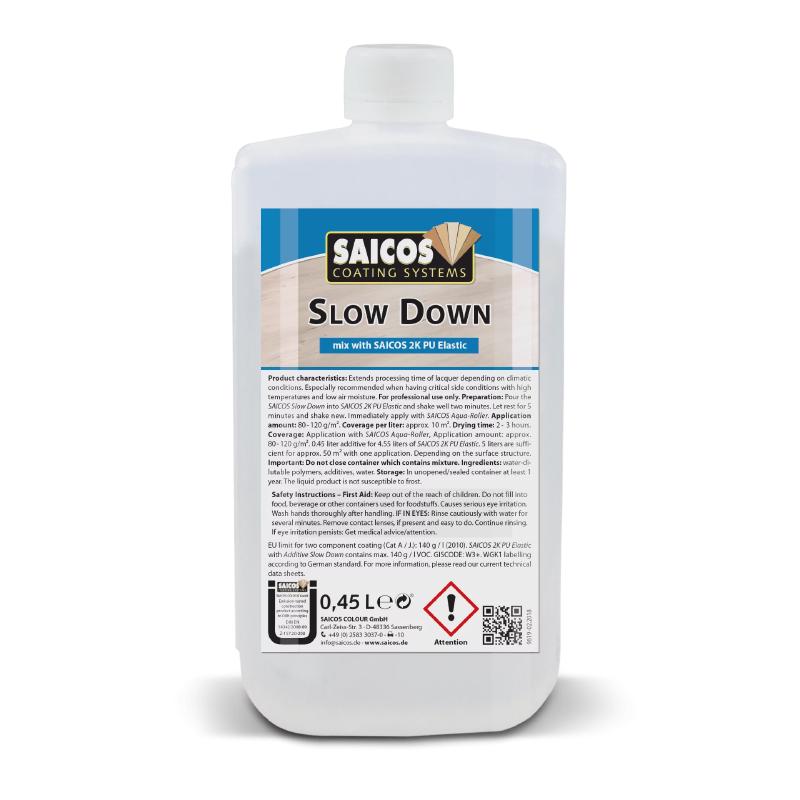 SAICOS
COATING SYSTEMS
SLOW DOWN
mix with SAICOS 2K PU Elastic
Product characteristics: Extends processing time of lacquer depending on climatic
conditions. Especially recommended when having critical side conditions with high
temperatures and low air moisture. For professional use only. Preparation: Pour the
SAICOS Slow Down into SAICOS 2K PU Elastic and shake well two minutes. Let rest for 5
minutes and shake new. Immediately apply with SAICOS Aqua-Roller. Application
amount: 80 - 120 g/m². Coverage per liter: approx. 10 m². Drying time: 2 - 3 hours.
Coverage: Application with SAICOS Aqua-Roller, Application amount: approx.
80 - 120 g/m². 0.45 liter additive for 4.55 liters of SAICOS 2K PU Elastic. 5 liters are suffi-
cient for approx. 50 m² with one application. Depending on the surface structure.
Important: Do not close container which contains mixture. Ingredients: water-di-
lutable polymers, additives, water. Storage: In unopened/sealed container at least 1
year. The liquid product is not susceptible to frost.
Safety Instructions – First Aid: Keep out of the reach of children. Do not fill into
food, beverage or other containers used for foodstuffs. Causes serious eye irritation.
Wash hands thoroughly after handling. IF IN EYES: Rinse cautiously with water for
several minutes. Remove contact lenses, if present and easy to do. Continue rinsing.
If eye irritation persists: Get medical advice/attention.
EU limit for two component coating (Cat A / J.): 140 g / l (2010). SAICOS 2K PU Elastic
with Additive Slow Down contains max. 140 g / l VOC. GISCODE: W3+. WGK1 labelling
according to German standard. For more information, please read our current technical
data sheets.
SAICOS
0,45 L℮
SAICOS COLOUR GmbH
Carl-Zeiss-Str. 3 - D-48336 Sassenberg
+49 (0) 2583 3037-0 · -10
info@saicos.de · www.saicos.de
Attention
9819-02.2018